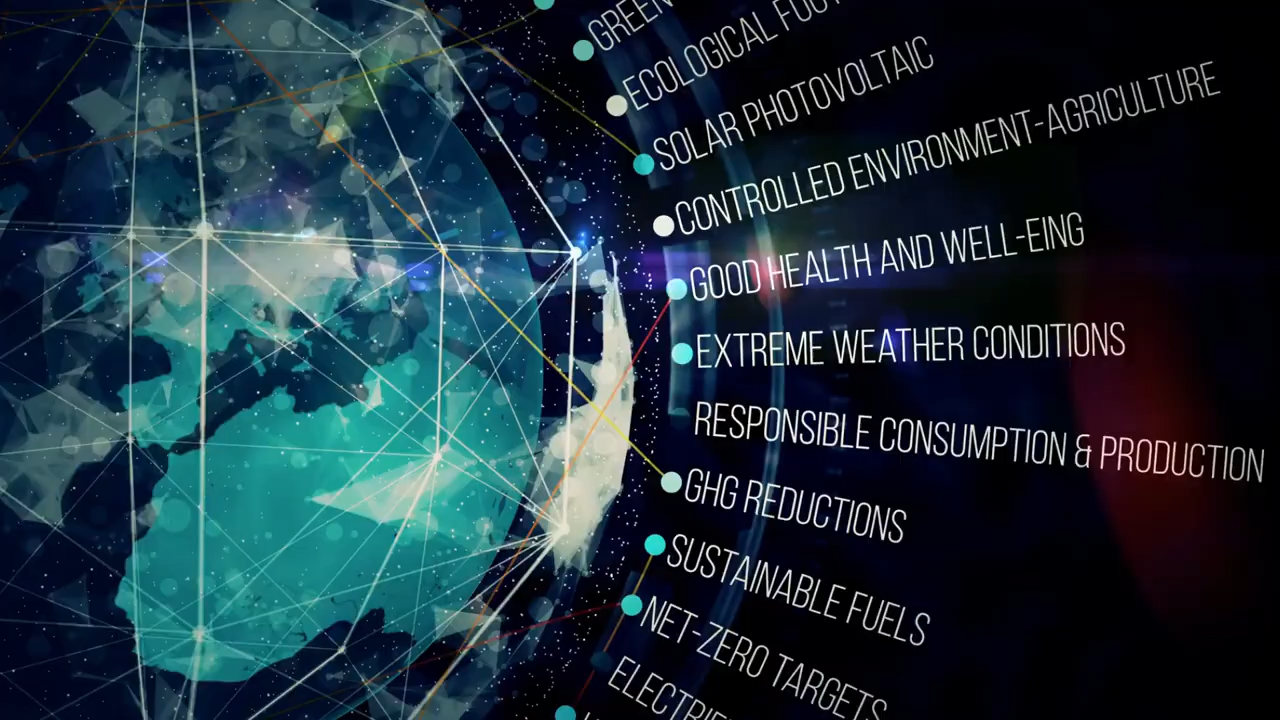 GREEN
ECOLOGICAL
SOLAR PHOTOVOLTAIC
CONTROLLED ENVIRONMENT-AGRICULTURE
GOOD HEALTH AND WELL-EING
EXTREME WEATHER CONDITIONS
RESPONSIBLE CONSUMPTION & PRODUCTION
GHG REDUCTIONS
SUSTAINABLE FUELS
NET-ZERO TARGETS